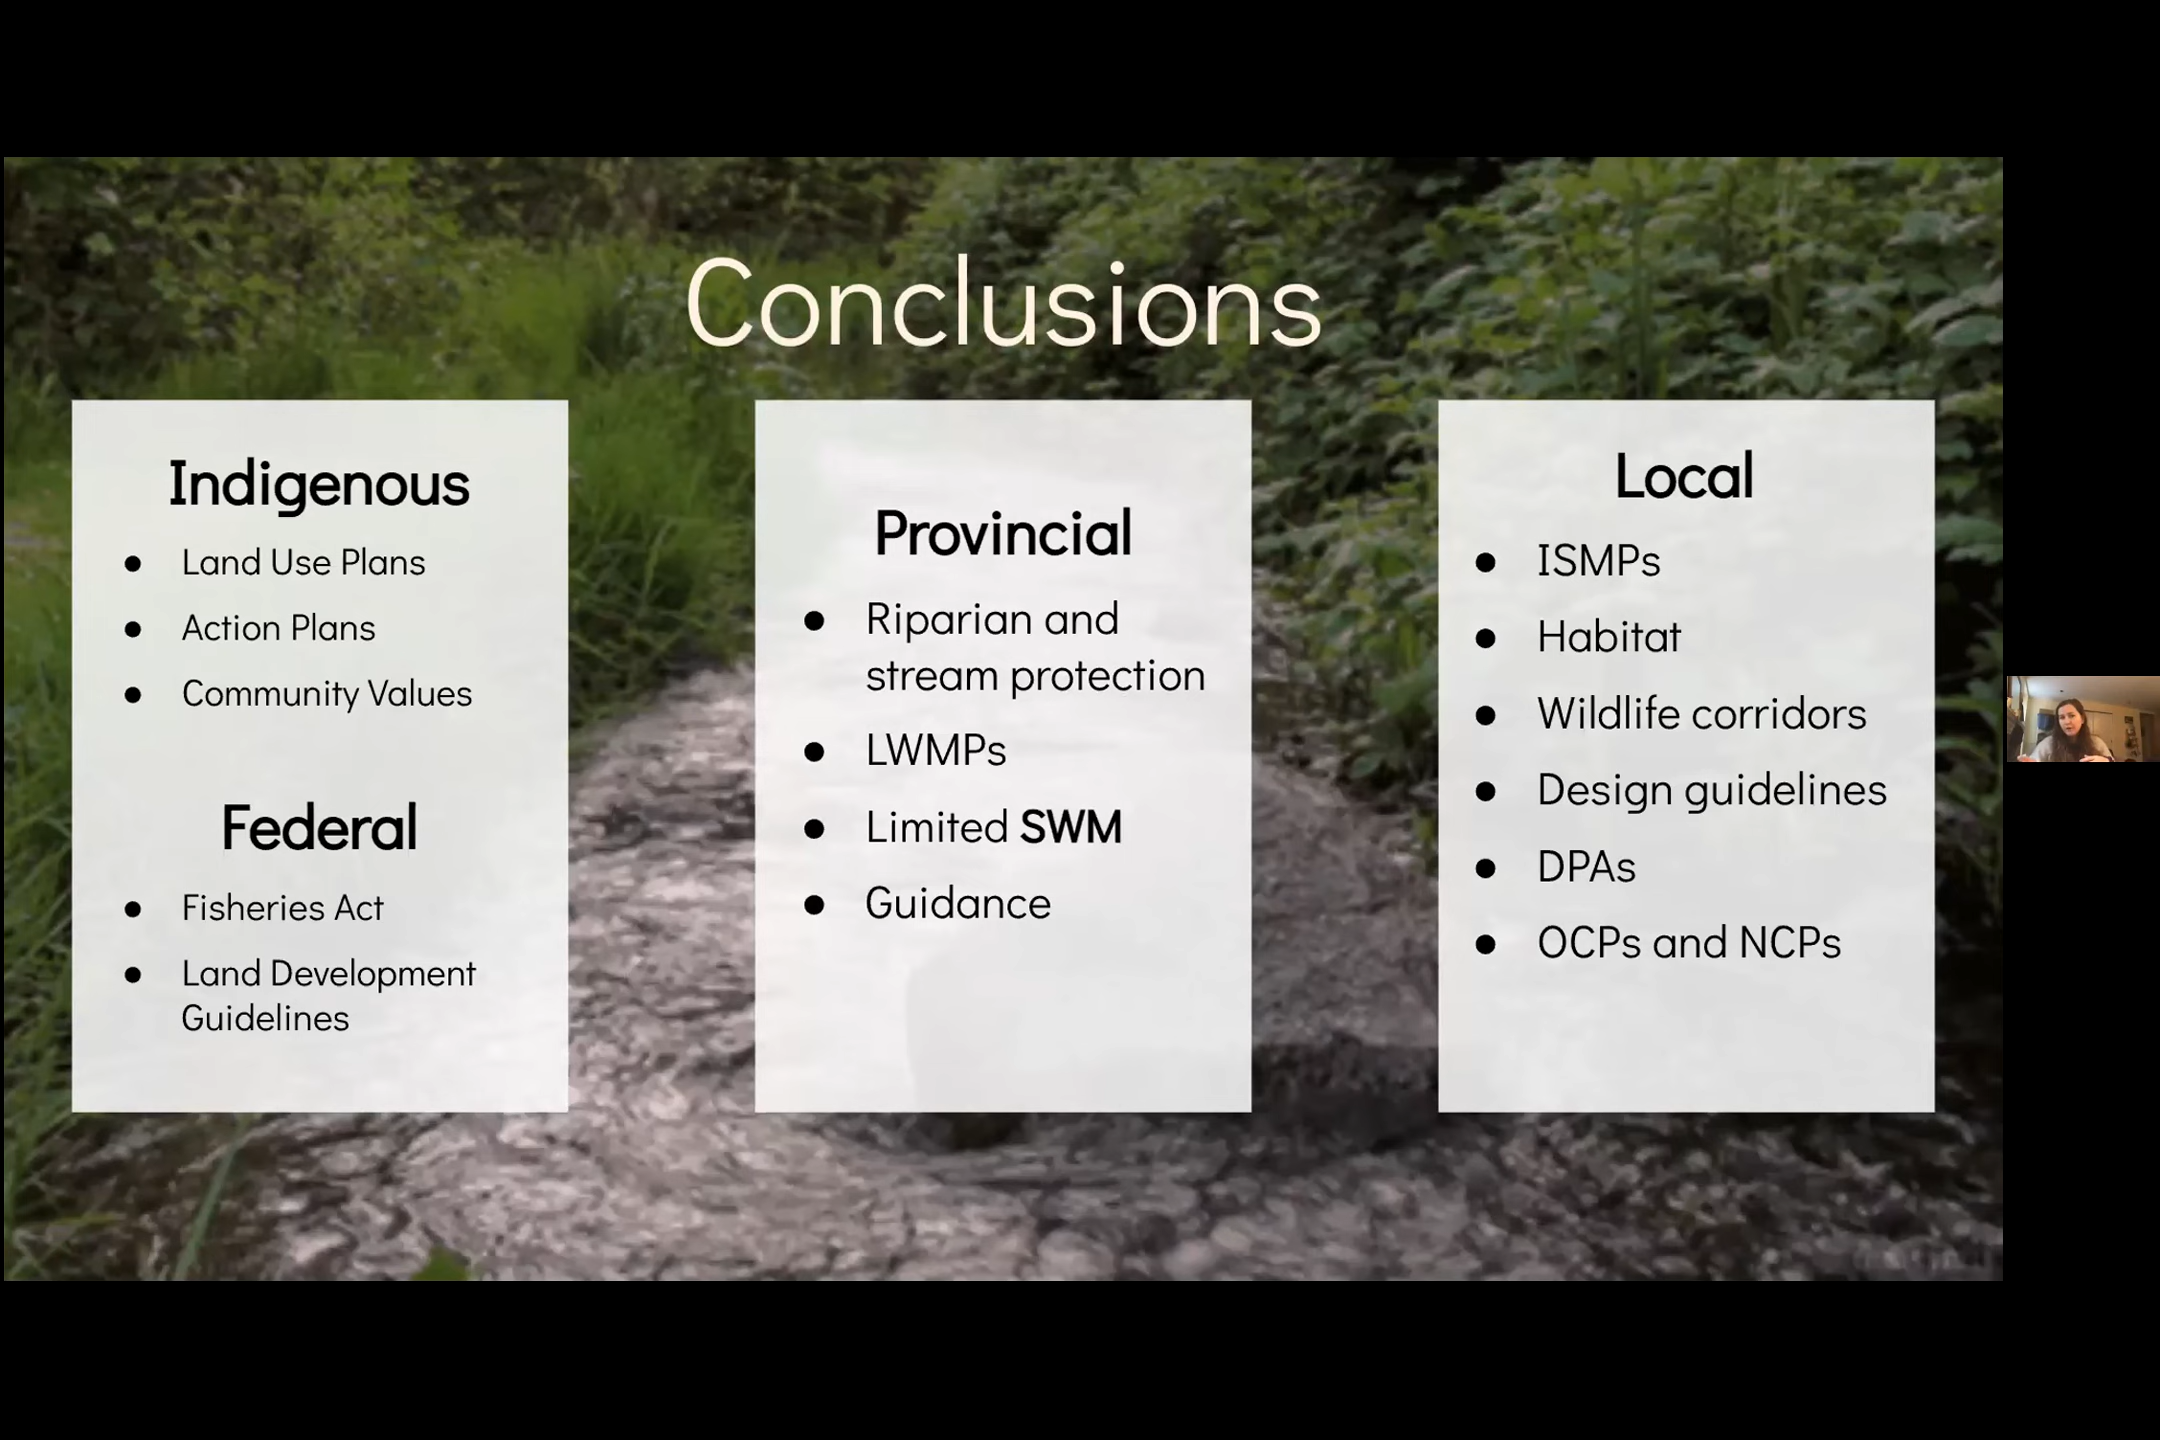 Conclusions
Indigenous
● Land Use Plans
● Action Plans
● Community Values
Federal
● Fisheries Act
● Land Development
Guidelines
Provincial
● Riparian and
stream protection
● LWMPs
● Limited SWM
● Guidance
Local
● ISMPs
● Habitat
● Wildlife corridors
● Design guidelines
● DPAs
● OCPs and NCPs